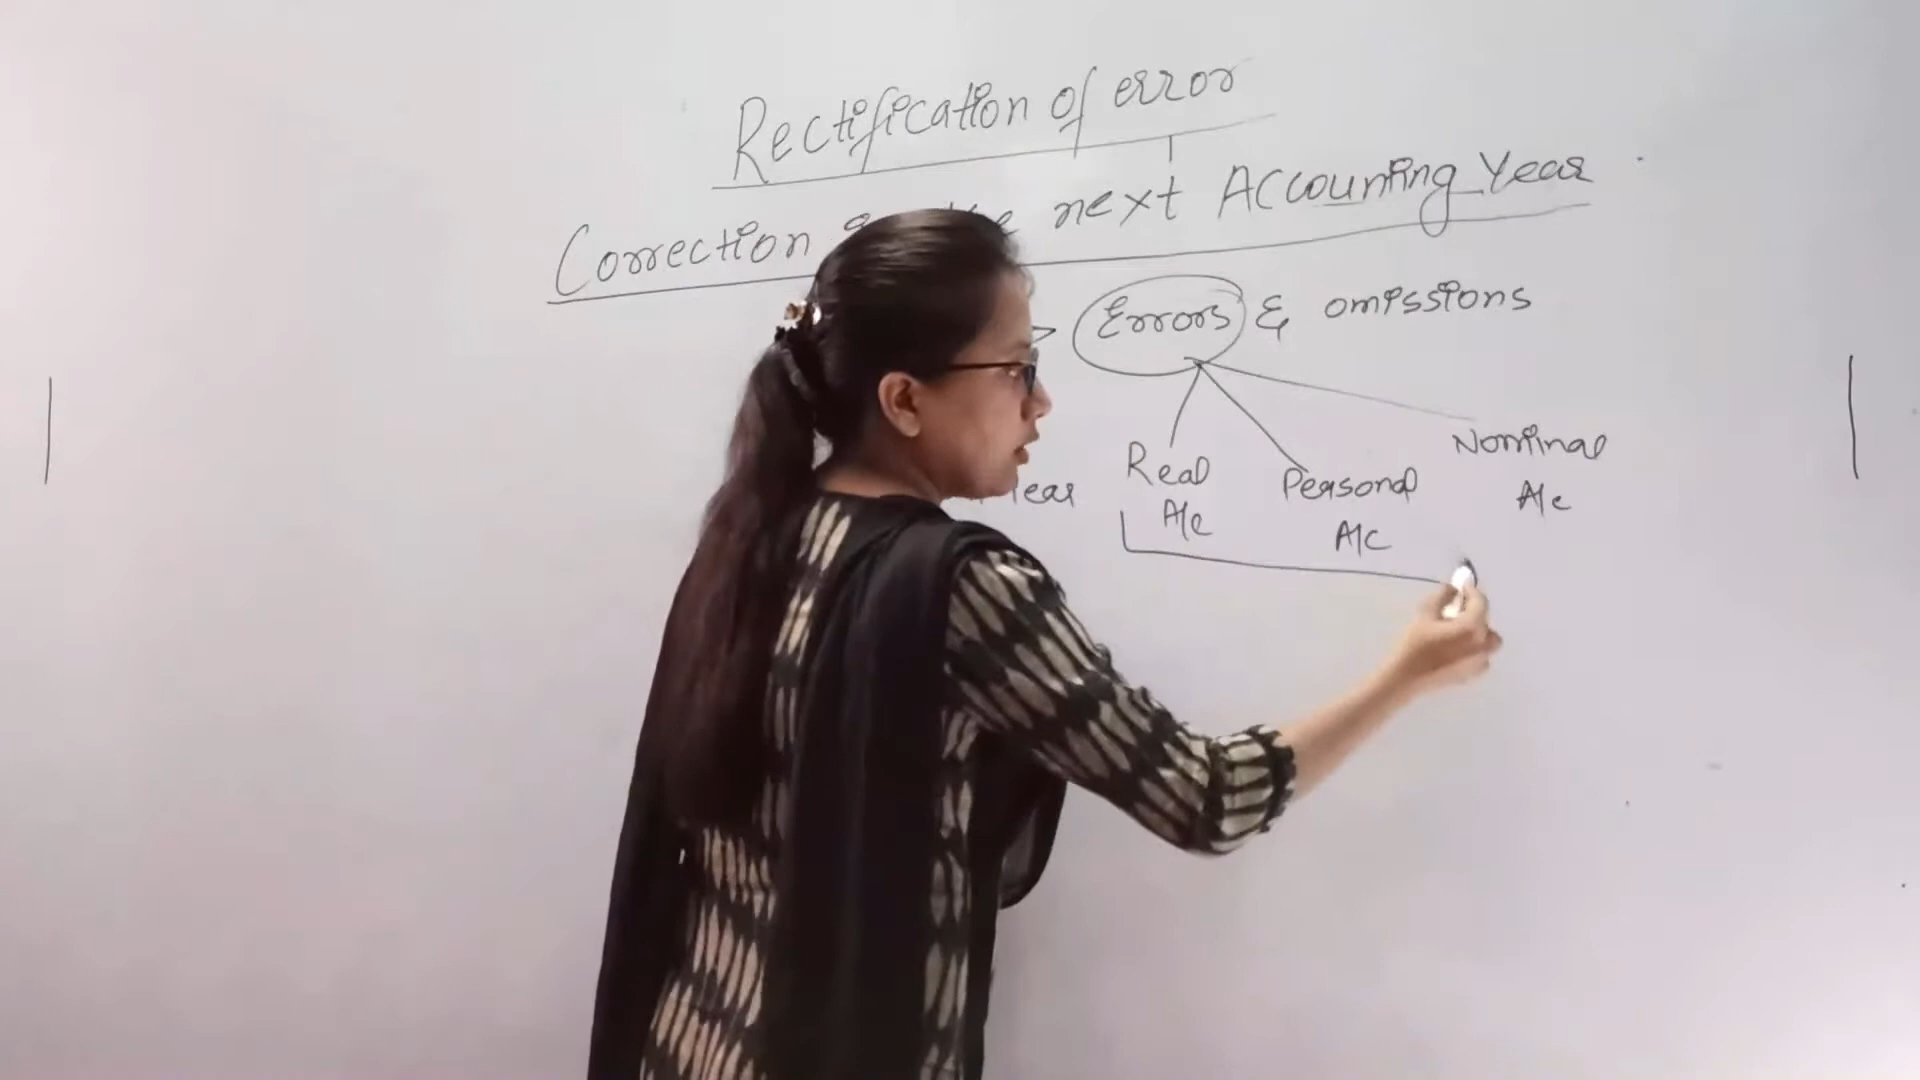 Rectification of error
Correction next Accounting Year
Errors & omissions
Real A/c
Personal A/c
Nominal A/c